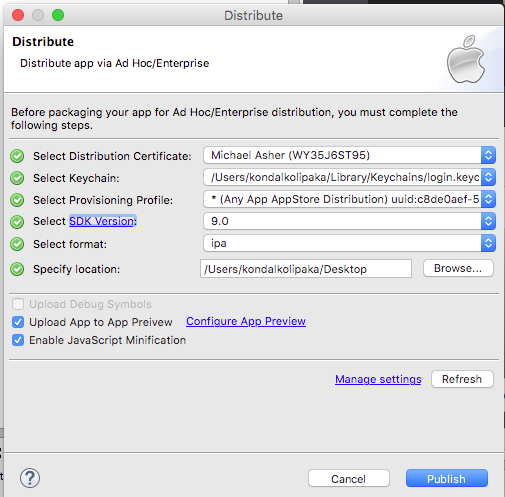 Distribute
Distribute
Distribute app via Ad Hoc/Enterprise
Before packaging your app for Ad Hoc/Enterprise distribution, you must complete the
following steps.
Select Distribution Certificate: Michael Asher (WY35J6ST95)
Select Keychain: /Users/kondalkolipaka/Library/Keychains/login.keyc
Select Provisioning Profile: * (Any App AppStore Distribution) uuid:c8de0aef-5
Select SDK Version: 9.0
Select format: ipa
Specify location: /Users/kondalkolipaka/Desktop Browse...
Upload Debug Symbols
Upload App to App Preivew Configure App Preview
Enable JavaScript Minification
Manage settings Refresh
? Cancel Publish